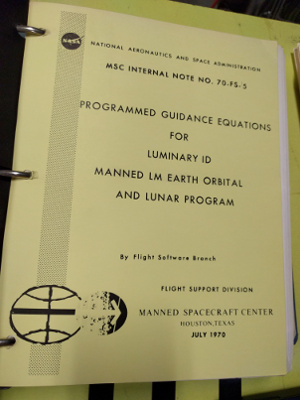 NASA
NATIONAL AERONAUTICS AND SPACE ADMINISTRATION
MSC INTERNAL NOTE NO. 70-FS-5
PROGRAMMED GUIDANCE EQUATIONS
FOR
LUMINARY ID
MANNED LM EARTH ORBITAL
AND LUNAR PROGRAM
By Flight Software Branch
FLIGHT SUPPORT DIVISION
MANNED SPACECRAFT CENTER
HOUSTON, TEXAS
JULY 1970